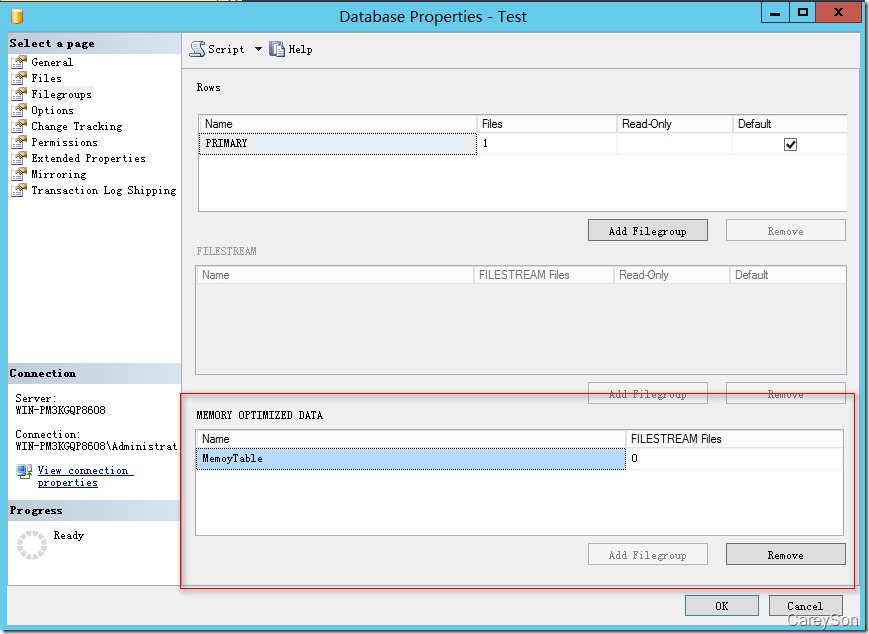 Database Properties - Test
Select a page
General
Files
Filegroups
Options
Change Tracking
Permissions
Extended Properties
Mirroring
Transaction Log Shipping
Connection
Server:
WIN-PM3KGQP8608
Connection:
WIN-PM3KGQP8608\Administrat
View connection
properties
Progress
Ready
Script Help
Rows
Name Files Read-Only Default
PRIMARY 1
Add Filegroup Remove
FILESTREAM
Name FILESTREAM Files Read-Only Default
Add Filegroup Remove
MEMORY OPTIMIZED DATA
Name FILESTREAM Files
MemoyTable 0
Add Filegroup Remove
OK Cancel
CareySon